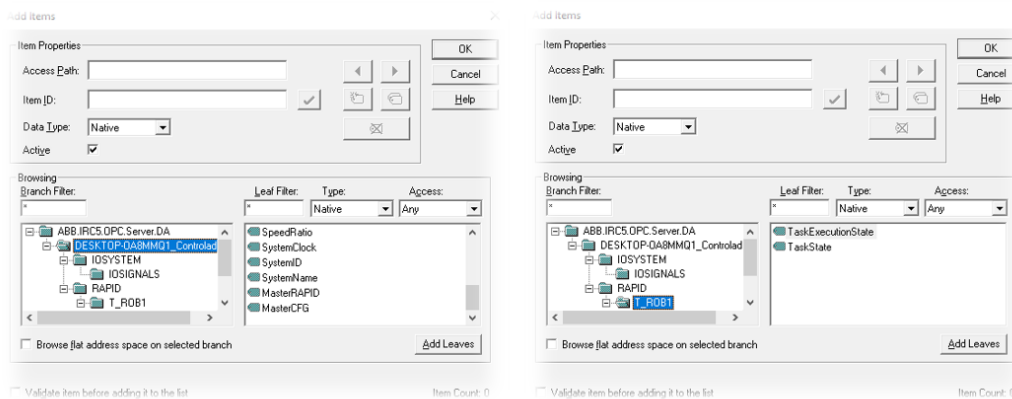 Add Items
Item Properties
Access Path:
Item ID:
Data Type: Native
Active
OK
Cancel
Help
Browsing
Branch Filter:
*
Leaf Filter: Type: Access:
* Native Any
ABB.IRC5.OPC.Server.DA
DESKTOP-0A8MMQ1_Controlad
IOSYSTEM
IOSIGNALS
RAPID
T_ROB1
SpeedRatio
SystemClock
SystemID
SystemName
MasterRAPID
MasterCFG
Browse flat address space on selected branch
Add Leaves
Validate item before adding it to the list
Item Count: 0
Add Items
Item Properties
Access Path:
Item ID:
Data Type: Native
Active
OK
Cancel
Help
Browsing
Branch Filter:
*
Leaf Filter: Type: Access:
* Native Any
ABB.IRC5.OPC.Server.DA
DESKTOP-0A8MMQ1_Controlad
IOSYSTEM
IOSIGNALS
RAPID
T_ROB1
TaskExecutionState
TaskState
Browse flat address space on selected branch
Add Leaves
Validate item before adding it to the list
Item Count: 0